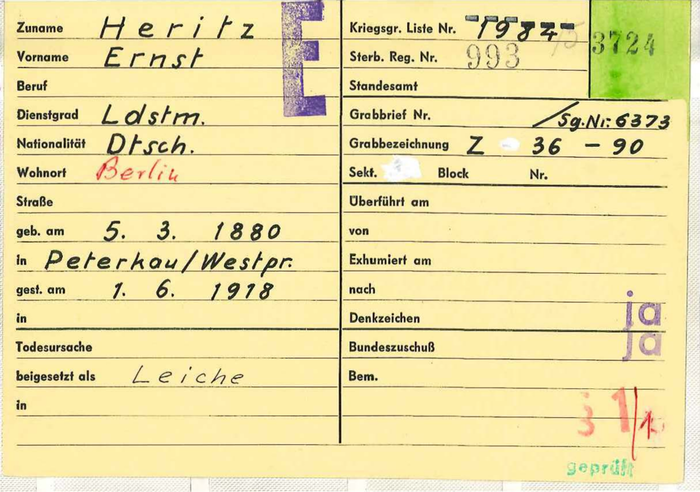 Zuname Heritz
Vorname Ernst
Beruf
Dienstgrad Ldstm.
Nationalität Dtsch.
Wohnort Berlin
Straße
geb. am 5. 3. 1880
in Peterkau/Westpr.
gest. am 1. 6. 1918
in
Todesursache
beigesetzt als Leiche
in
E
Kriegsgr. Liste Nr. 1984
Sterb. Reg. Nr. 993
3724
Standesamt
Grabbrief Nr. /Sg.Nr. 6373
Grabbezeichnung Z 36 - 90
Sekt. Block Nr.
Überführt am
von
Exhumiert am
nach
Denkzeichen ja
Bundeszuschuß ja
Bem.
§ 1/
geprüft